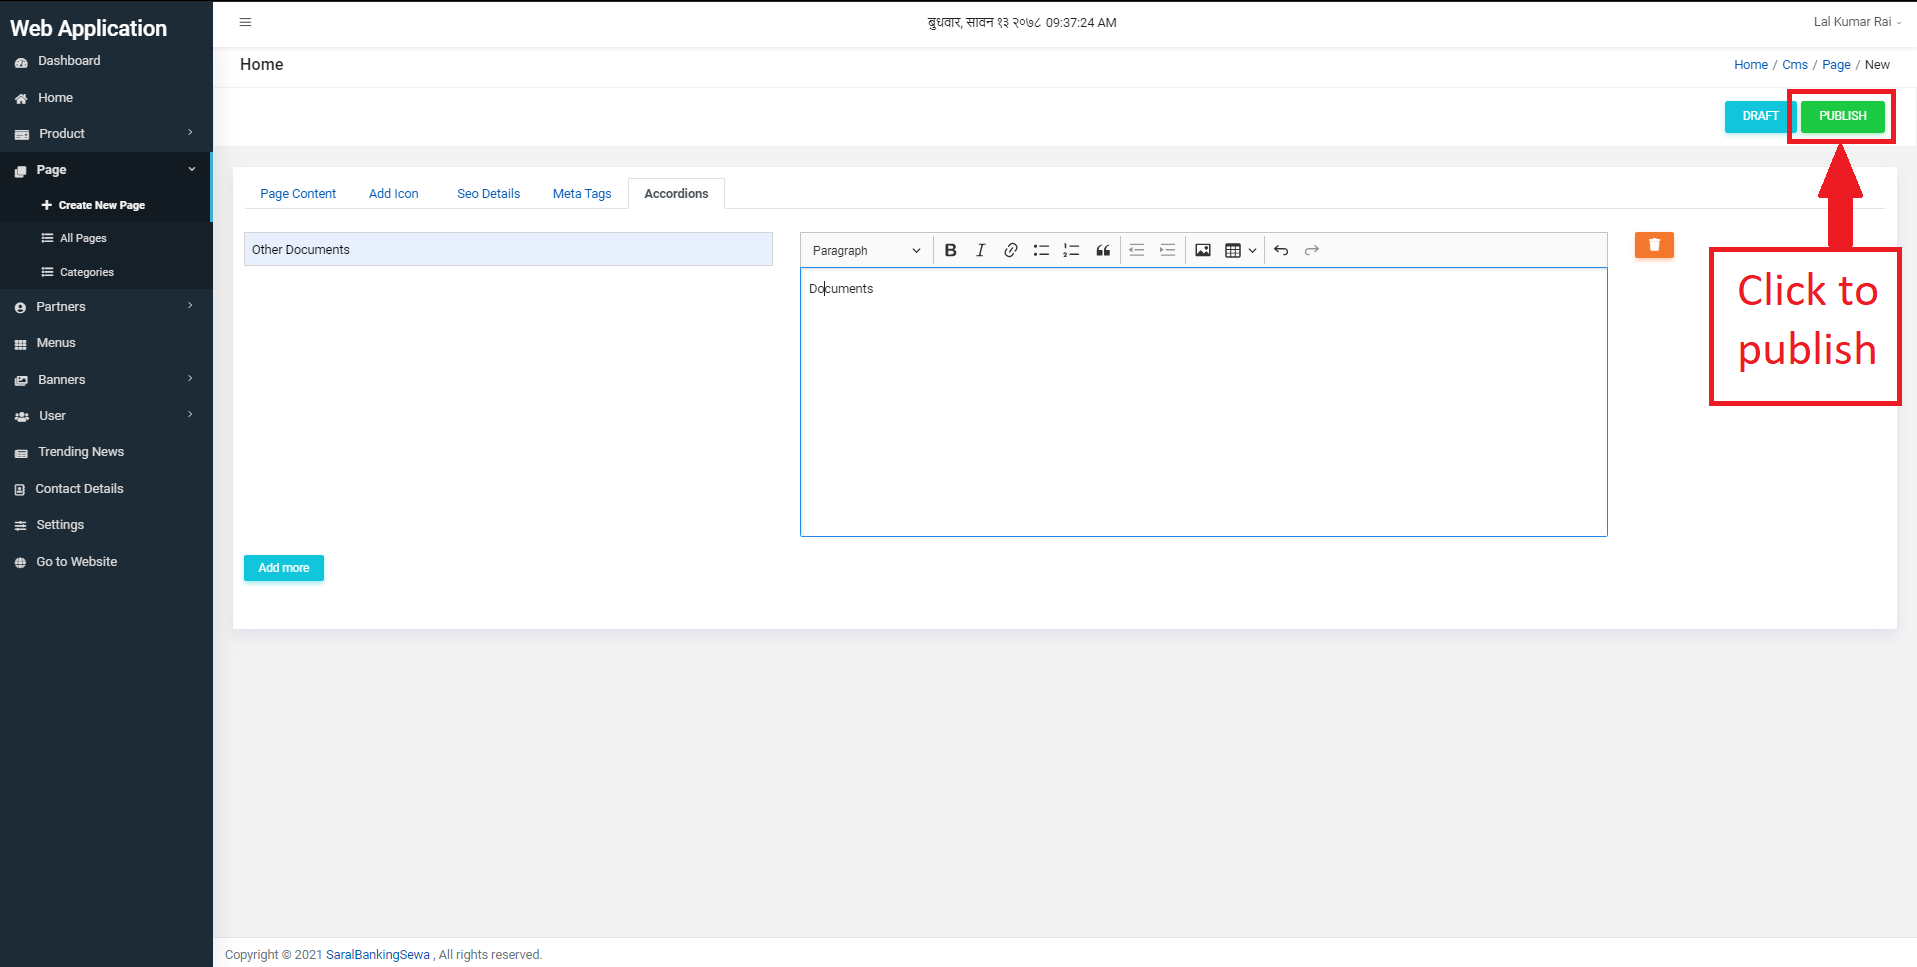 Web Application
बुधवार, सावन १३ २०७८ 09:37:24 AM
Lal Kumar Rai
Dashboard
Home
Product
Page
Create New Page
All Pages
Categories
Partners
Menus
Banners
User
Trending News
Contact Details
Settings
Go to Website
Home
Home / Cms / Page / New
DRAFT
PUBLISH
Page Content
Add Icon
Seo Details
Meta Tags
Accordions
Other Documents
Paragraph
Documents
Click to
publish
Add more
Copyright © 2021 SaralBankingSewa , All rights reserved.